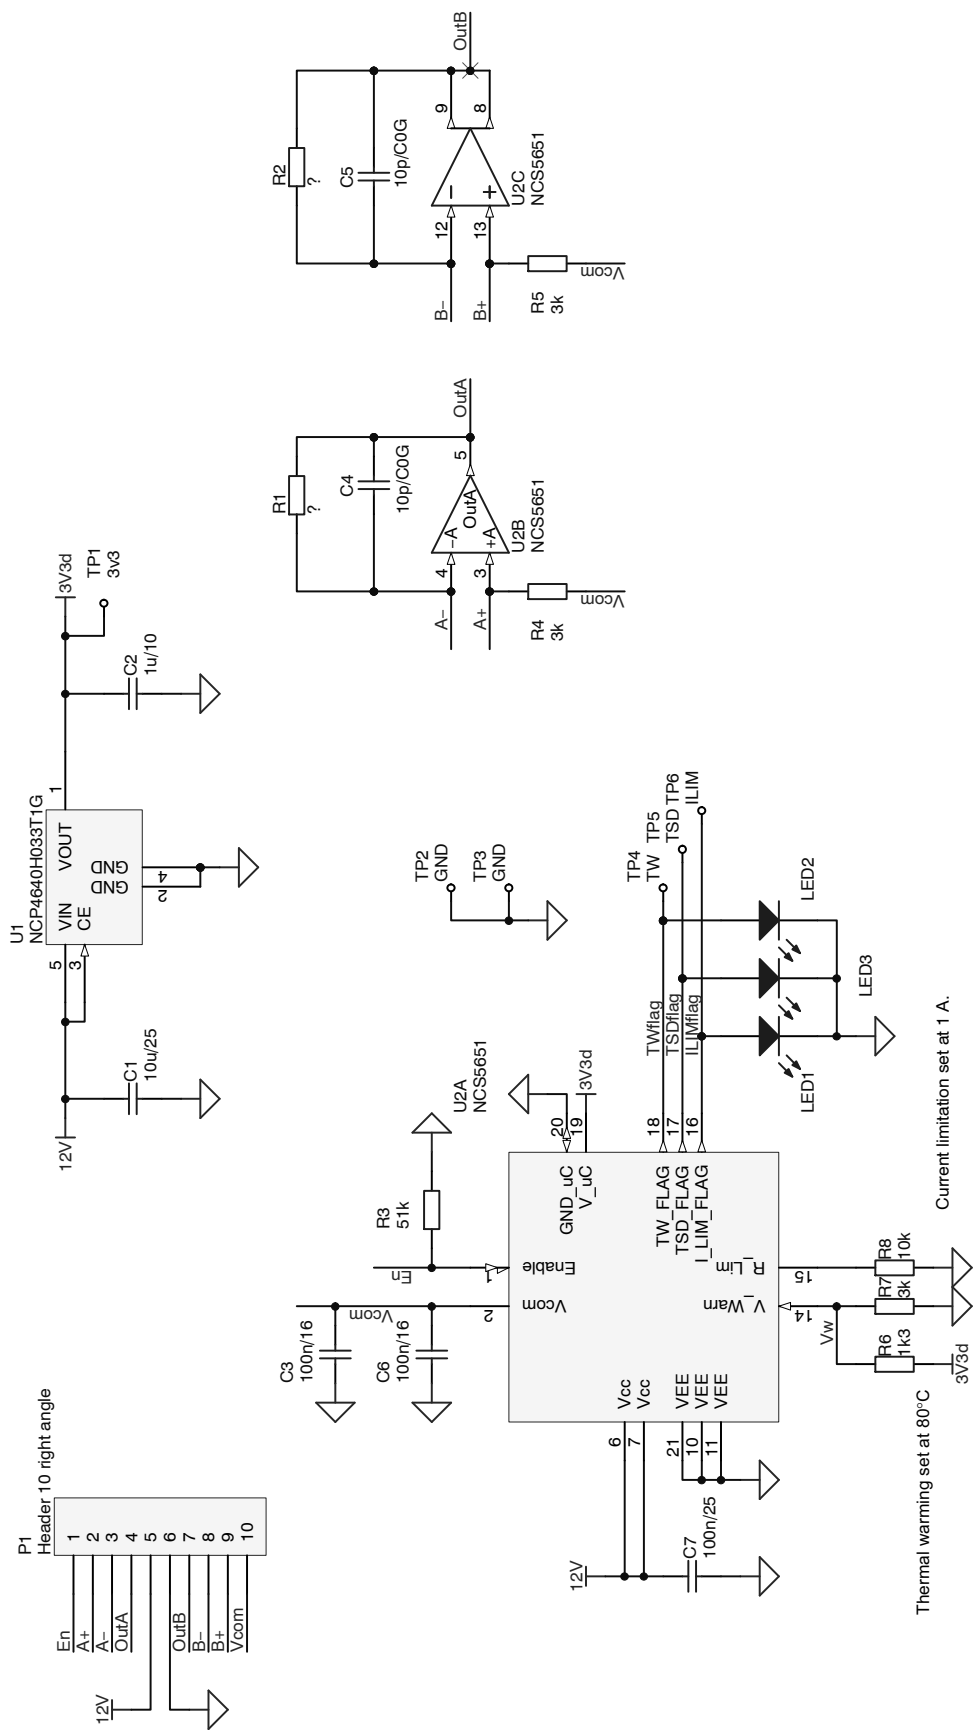 P1
Header 10 right angle
En
1
A+
2
A−
3
OutA
4
12V
5
6
OutB
7
B−
8
B+
9
Vcom
10
12V
C1
10u/25
U1
NCP4640H033T1G
5
VIN
3
CE
VOUT
1
GND
GND
2
4
C2
1u/10
3V3d
TP1
3v3
C3
100n/16
C6
100n/16
Vcom
2
Vcom
En
1
Enable
R3
51k
U2A
NCS5651
GND_uC
20
V_uC
19
3V3d
TW_FLAG
18
TWflag
TSD_FLAG
17
TSDflag
I_LIM_FLAG
16
ILIMflag
TP4
TW
TP5
TSD
TP6
ILIM
TP2
GND
TP3
GND
LED1
LED3
LED2
12V
6
Vcc
7
Vcc
21
VEE
10
VEE
11
VEE
C7
100n/25
V_Warn
14
R_Lim
15
Vw
R6
1k3
3V3d
R7
3k
R8
10k
Thermal warming set at 80°C
Current limitation set at 1 A.
R1
?
C4
10p/C0G
A−
4
−A
A+
3
+A
OutA
5
OutA
U2B
NCS5651
R4
3k
Vcom
R2
?
C5
10p/C0G
B−
12
−
B+
13
+
9
8
OutB
U2C
NCS5651
R5
3k
Vcom